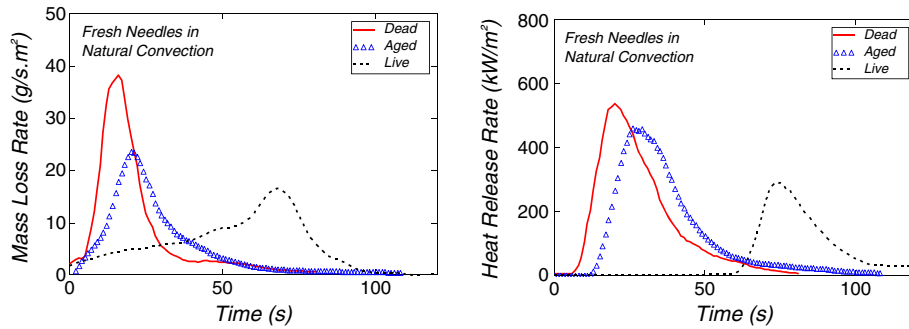 50
40
30
20
10
0
Mass Loss Rate (g/s.m²)
Fresh Needles in
Natural Convection
Dead
Aged
Live
0
50
100
Time (s)
800
600
400
200
0
Heat Release Rate (kW/m²)
Fresh Needles in
Natural Convection
Dead
Aged
Live
0
50
100
Time (s)